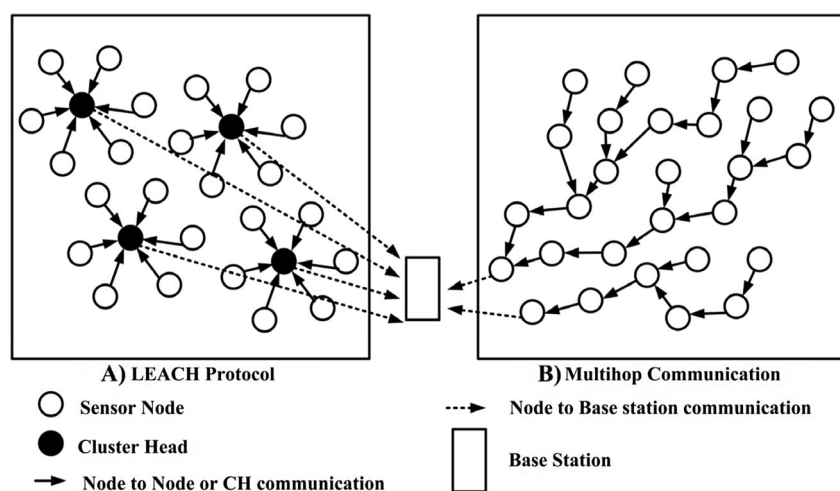 A) LEACH Protocol
B) Multihop Communication
Sensor Node
Cluster Head
Node to Node or CH communication
Node to Base station communication
Base Station